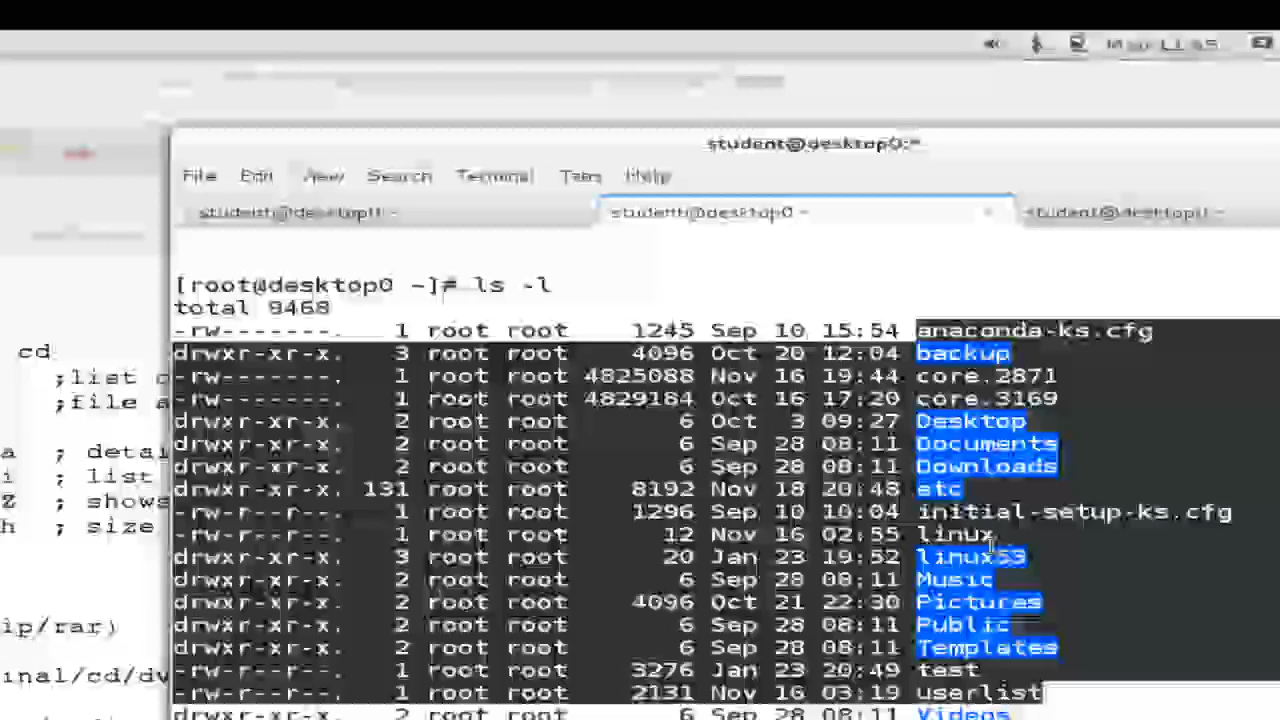 student@desktop0:~
File Edit View Search Terminal Tabs Help
student@desktop0:~ student@desktop0:~ student@desktop0:~
[root@desktop0 ~]# ls -l
total 9468
-rw-------. 1 root root 1245 Sep 10 15:54 anaconda-ks.cfg
drwxr-xr-x. 3 root root 4096 Oct 20 12:04 backup
-rw-------. 1 root root 4825088 Nov 16 19:44 core.2871
-rw-------. 1 root root 4829184 Oct 16 17:20 core.3169
drwxr-xr-x. 2 root root 6 Oct 3 09:27 Desktop
drwxr-xr-x. 2 root root 6 Sep 28 08:11 Documents
drwxr-xr-x. 2 root root 6 Sep 28 08:11 Downloads
drwxr-xr-x. 131 root root 8192 Nov 18 20:48 etc
-rw-r--r--. 1 root root 1296 Sep 10 10:04 initial-setup-ks.cfg
-rw-r--r--. 1 root root 12 Nov 16 02:55 linux
drwxr-xr-x. 3 root root 20 Jan 23 19:52 linux53
drwxr-xr-x. 2 root root 6 Sep 28 08:11 Music
drwxr-xr-x. 2 root root 4096 Oct 21 22:30 Pictures
drwxr-xr-x. 2 root root 6 Sep 28 08:11 Public
drwxr-xr-x. 2 root root 6 Sep 28 08:11 Templates
-rw-r--r--. 1 root root 3276 Jan 23 20:49 test
-rw-r--r--. 1 root root 2131 Nov 16 03:19 userlist
drwxr-xr-x. 2 root root 6 Sep 28 08:11 Videos
cd
;list
;file a
a ; detai
i ; list
Z ; shows
h ; size
ip/rar)
inal/cd/dv